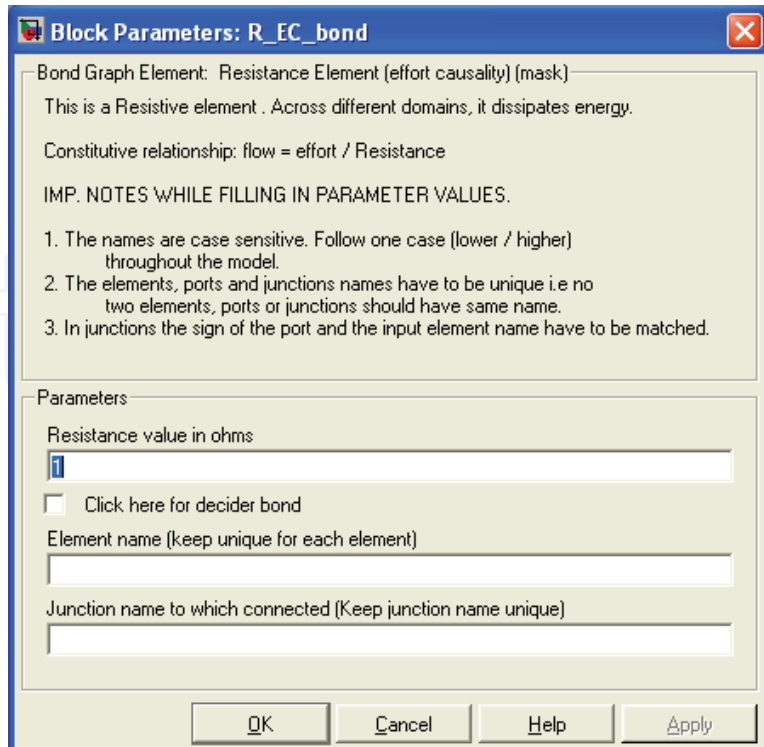 Block Parameters: R_EC_bond
Bond Graph Element: Resistance Element (effort causality) (mask)
This is a Resistive element . Across different domains, it dissipates energy.
Constitutive relationship: flow = effort / Resistance
IMP. NOTES WHILE FILLING IN PARAMETER VALUES.
1. The names are case sensitive. Follow one case (lower / higher)
throughout the model.
2. The elements, ports and junctions names have to be unique i.e no
two elements, ports or junctions should have same name.
3. In junctions the sign of the port and the input element name have to be matched.
Parameters
Resistance value in ohms
1
Click here for decider bond
Element name (keep unique for each element)
Junction name to which connected (Keep junction name unique)
OK Cancel Help Apply